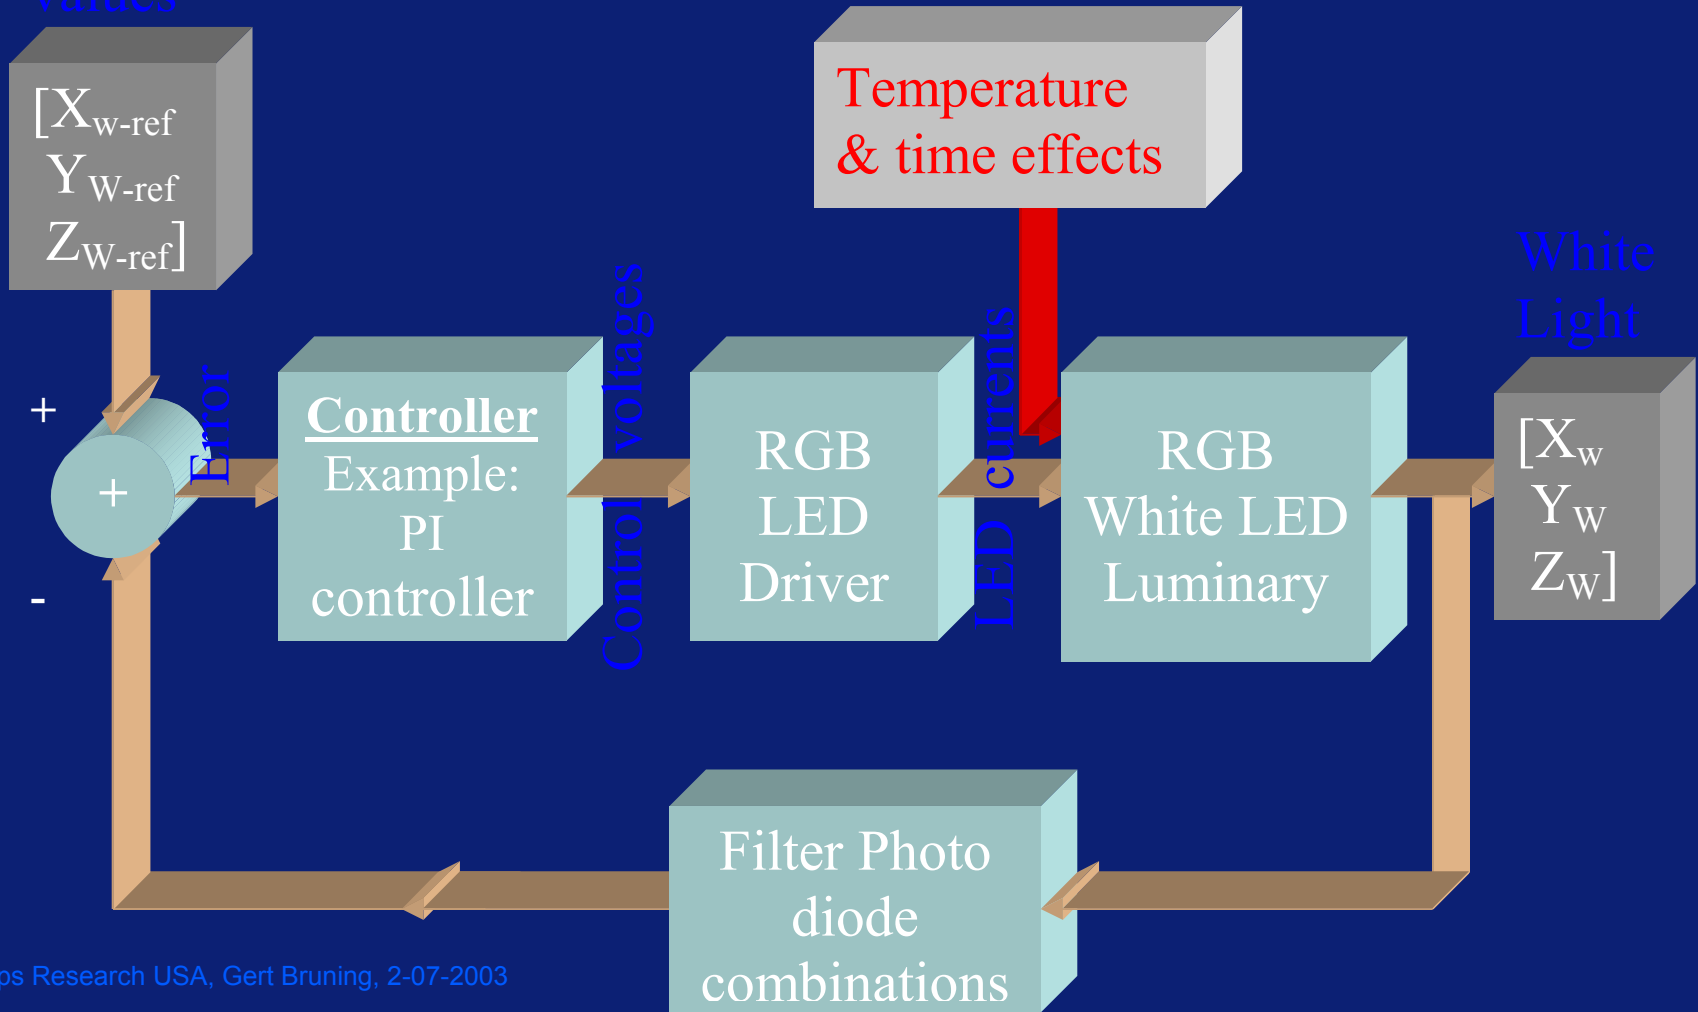 Values
[Xw-ref
YW-ref
ZW-ref]
Temperature
& time effects
White
Light
+
-
+
Error
Controller
Example:
PI
controller
Control voltages
RGB
LED
Driver
LED currents
RGB
White LED
Luminary
[Xw
YW
ZW]
Filter Photo
diode
combinations
Research USA, Gert Bruning, 2-07-2003